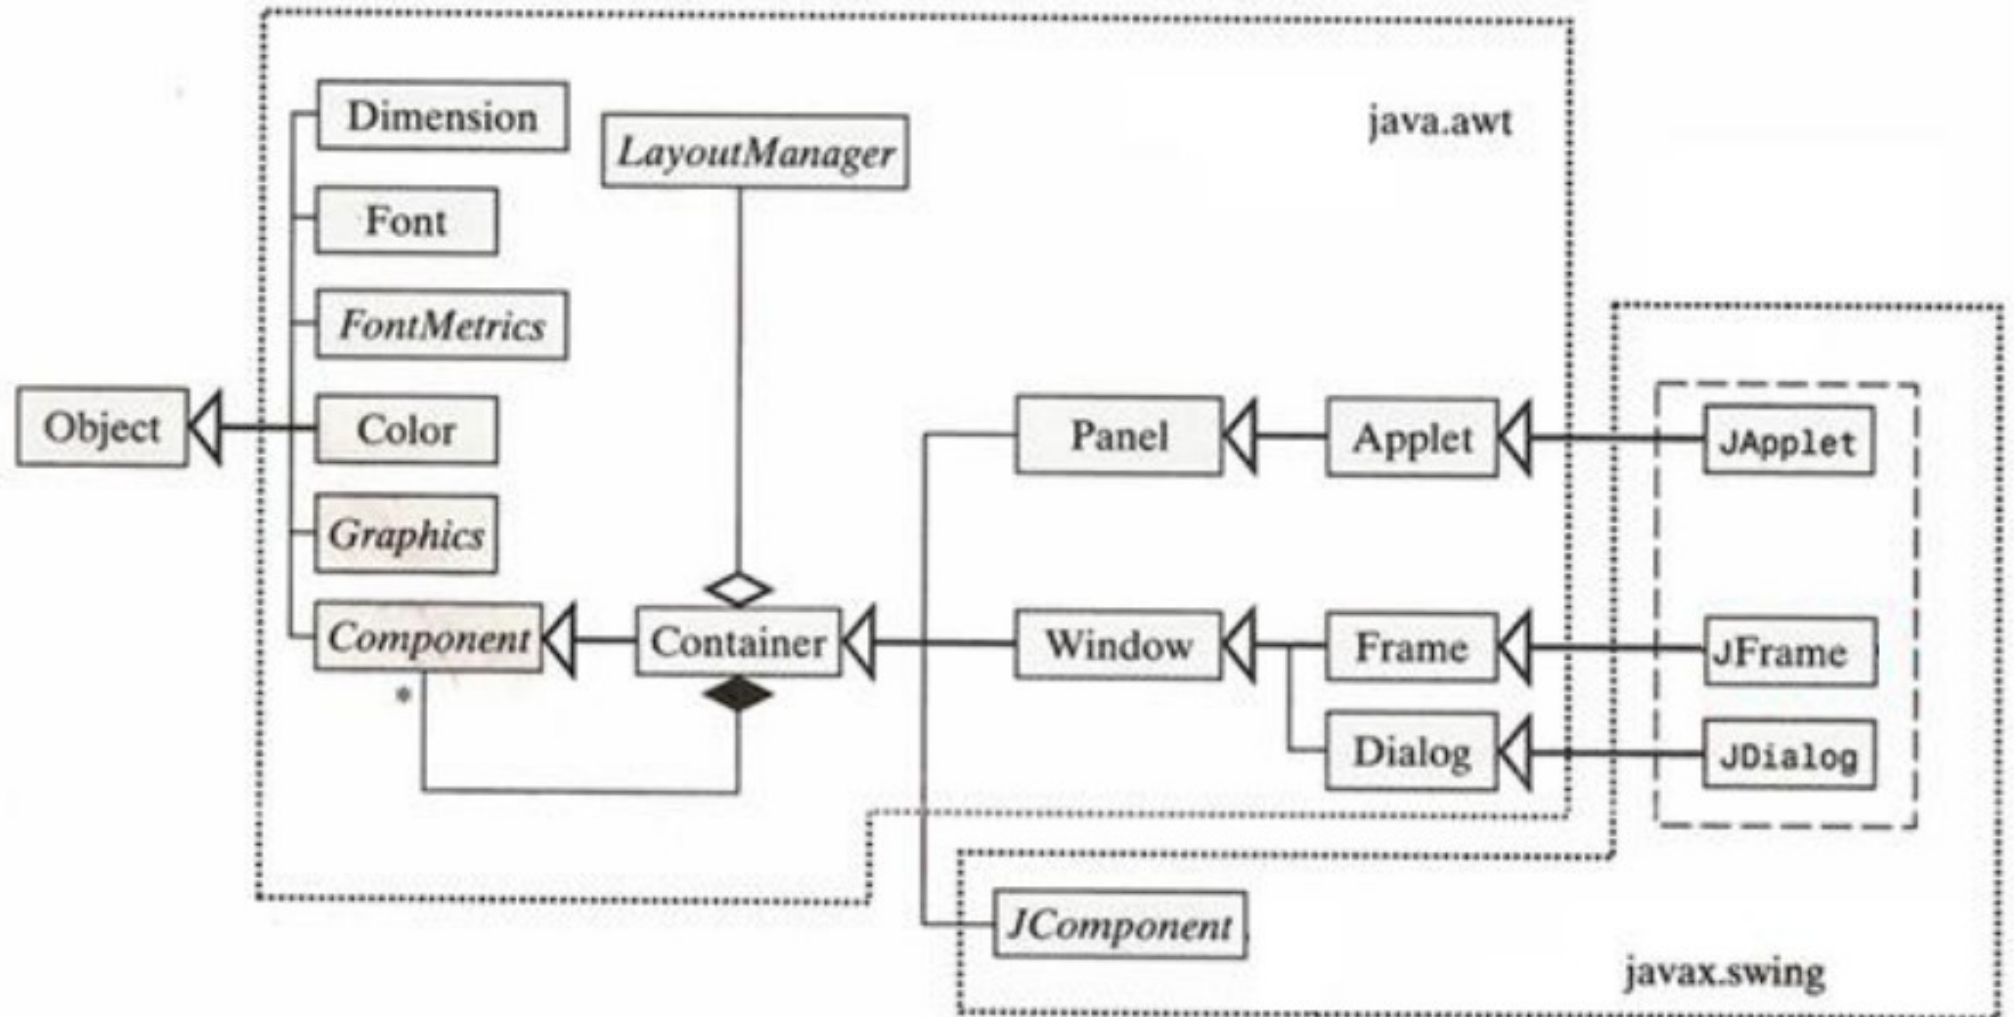 Dimension
LayoutManager
java.awt
Font
FontMetrics
Object
Color
Panel
Applet
JApplet
Graphics
Component
Container
Window
Frame
JFrame
*
Dialog
JDialog
JComponent
javax.swing